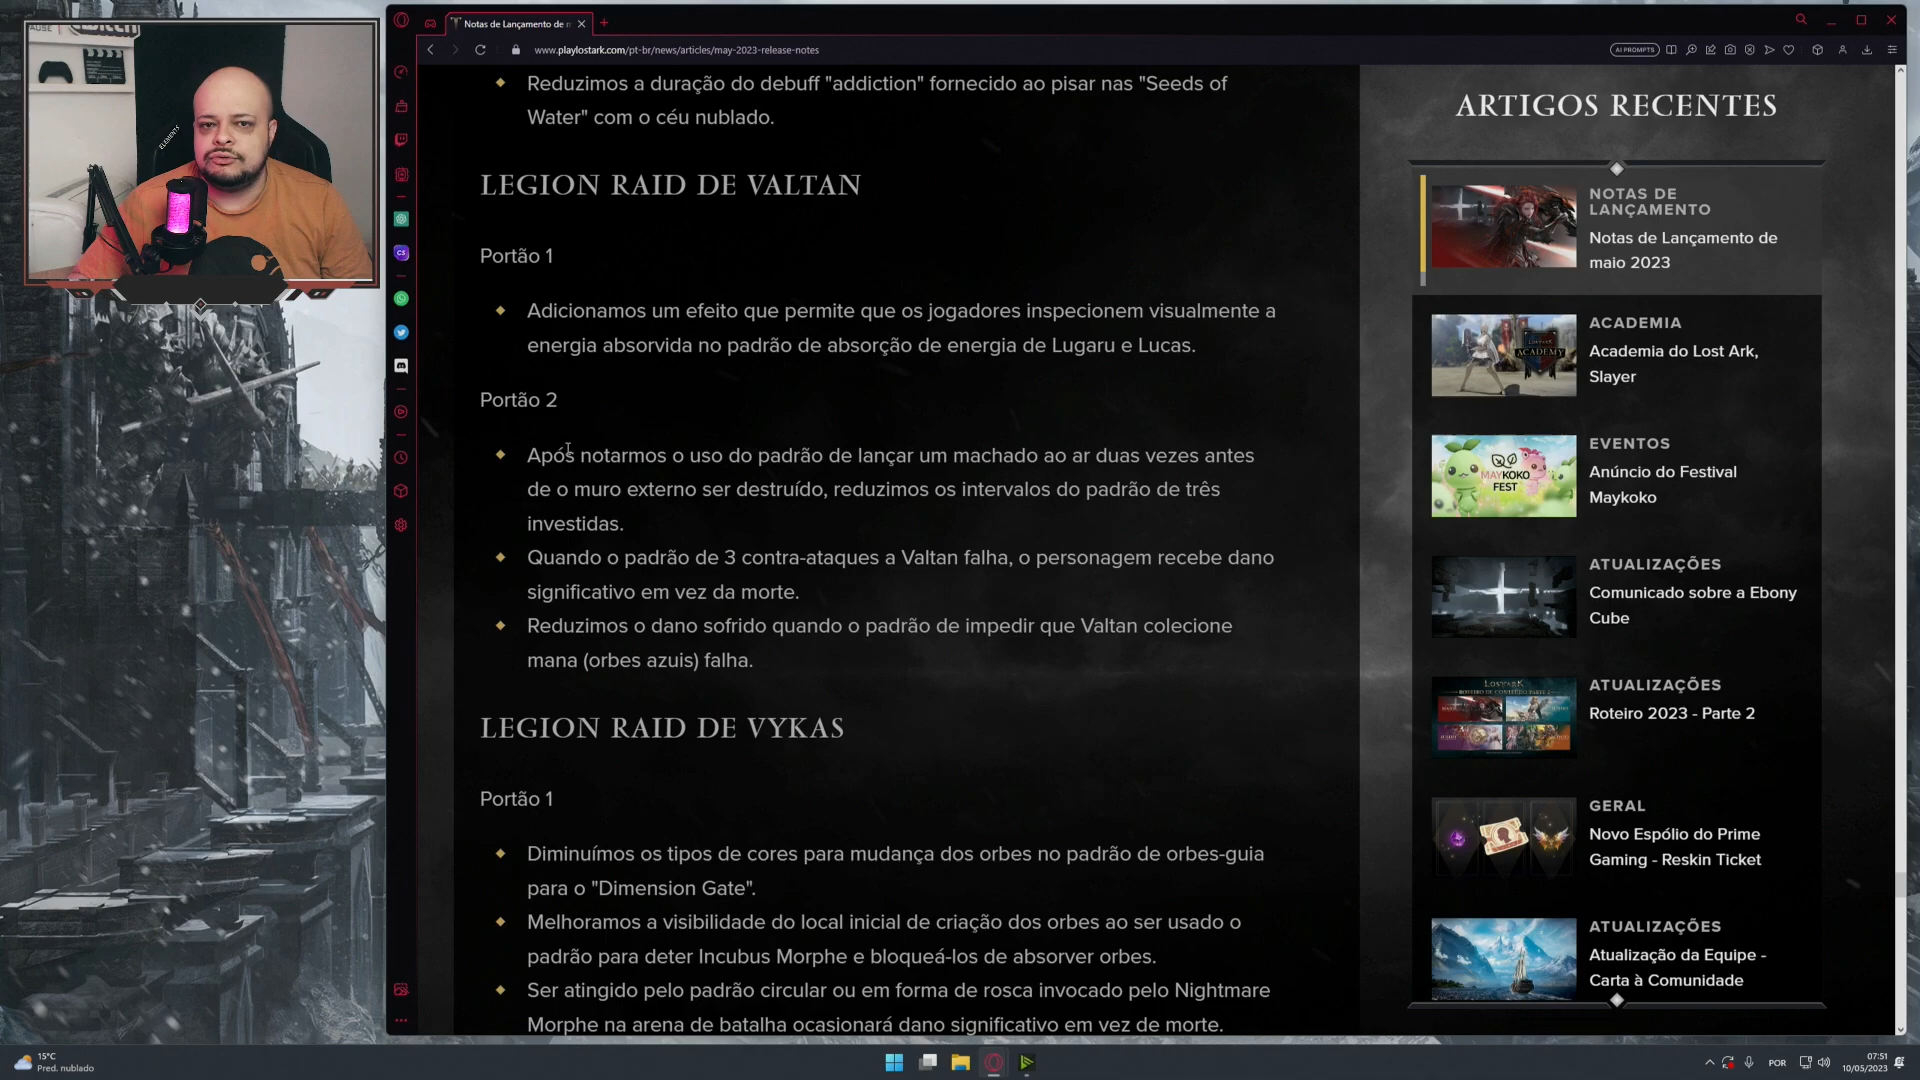 Notas de Lançamento de m
www.playlostark.com/pt-br/news/articles/may-2023-release-notes
AI PROMPTS
Reduzimos a duração do debuff "addiction" fornecido ao pisar nas "Seeds of
Water" com o céu nublado.
LEGION RAID DE VALTAN
Portão 1
Adicionamos um efeito que permite que os jogadores inspecionem visualmente a
energia absorvida no padrão de absorção de energia de Lugaru e Lucas.
Portão 2
Após notarmos o uso do padrão de lançar um machado ao ar duas vezes antes
de o muro externo ser destruído, reduzimos os intervalos do padrão de três
investidas.
Quando o padrão de 3 contra-ataques a Valtan falha, o personagem recebe dano
significativo em vez da morte.
Reduzimos o dano sofrido quando o padrão de impedir que Valtan colecione
mana (orbes azuis) falha.
LEGION RAID DE VYKAS
Portão 1
Diminuímos os tipos de cores para mudança dos orbes no padrão de orbes-guia
para o "Dimension Gate".
Melhoramos a visibilidade do local inicial de criação dos orbes ao ser usado o
padrão para deter Incubus Morphe e bloqueá-los de absorver orbes.
Ser atingido pelo padrão circular ou em forma de rosca invocado pelo Nightmare
Morphe na arena de batalha ocasionará dano significativo em vez de morte.
ARTIGOS RECENTES
NOTAS DE
LANÇAMENTO
Notas de Lançamento de
maio 2023
ACADEMIA
Academia do Lost Ark,
Slayer
ACADEMY
EVENTOS
Anúncio do Festival
Maykoko
MAYKOKO
FEST
ATUALIZAÇÕES
Comunicado sobre a Ebony
Cube
ATUALIZAÇÕES
Roteiro 2023 - Parte 2
LOST ARK
GERAL
Novo Espólio do Prime
Gaming - Reskin Ticket
ATUALIZAÇÕES
Atualização da Equipe -
Carta à Comunidade
ELEMENTS
15°C
Pred. nublado
POR
07:51
10/05/2023